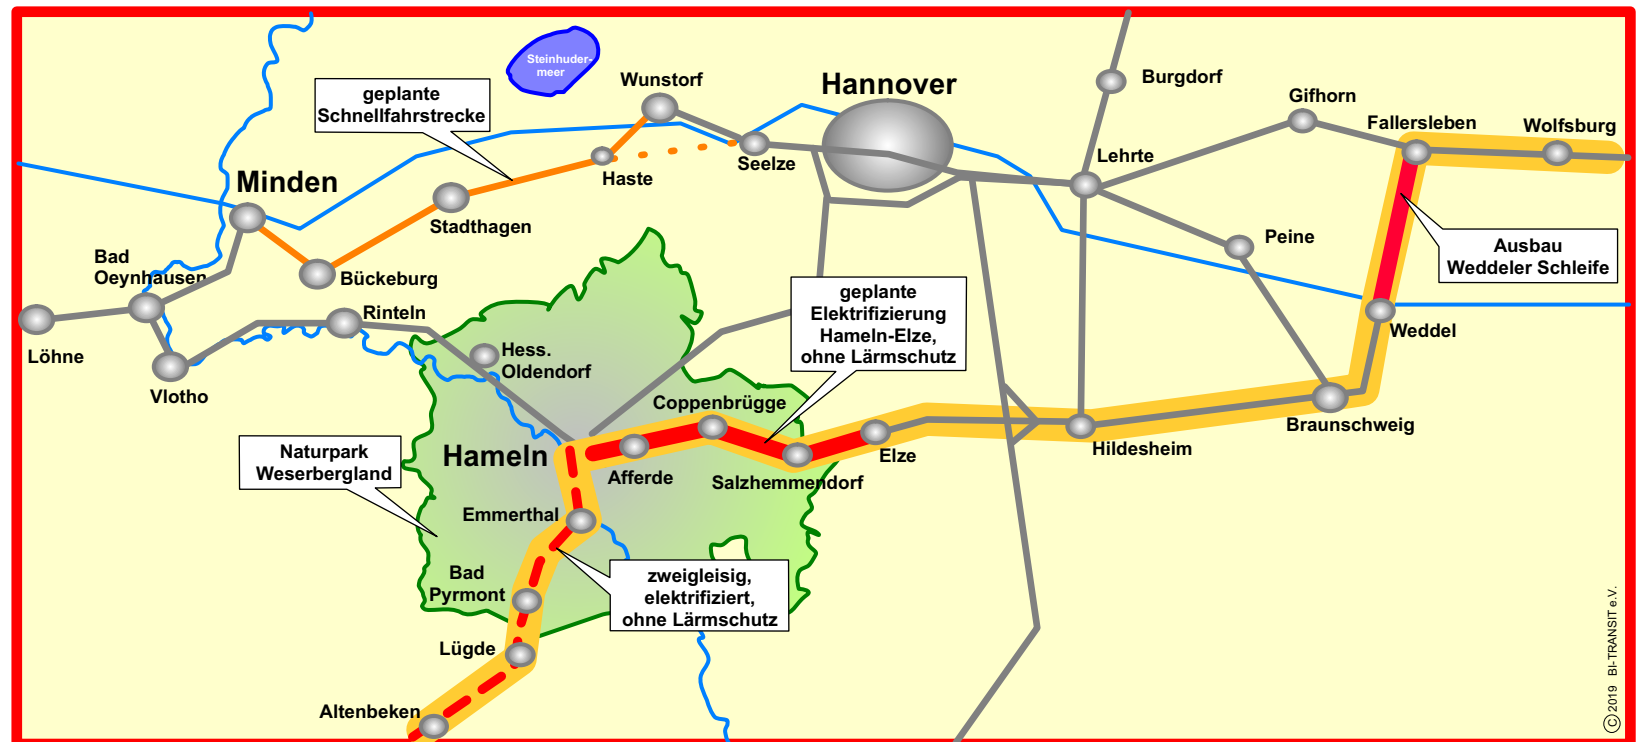 Steinhuder-
meer
Wunstorf
Hannover
Burgdorf
Gifhorn
Fallersleben
Wolfsburg
geplante
Schnellfahrstrecke
Seelze
Lehrte
Haste
Minden
Stadthagen
Peine
Ausbau
Weddeler Schleife
Bad
Oeynhausen
Bückeburg
geplante
Elektrifizierung
Hameln-Elze,
ohne Lärmschutz
Rinteln
Weddel
Löhne
Hess.
Oldendorf
Vlotho
Coppenbrügge
Braunschweig
Naturpark
Weserbergland
Hameln
Afferde
Elze
Hildesheim
Salzhemmendorf
Emmerthal
Bad
Pyrmont
zweigleisig,
elektrifiziert,
ohne Lärmschutz
Lügde
Altenbeken
© 2019 BI-TRANSIT e.V.